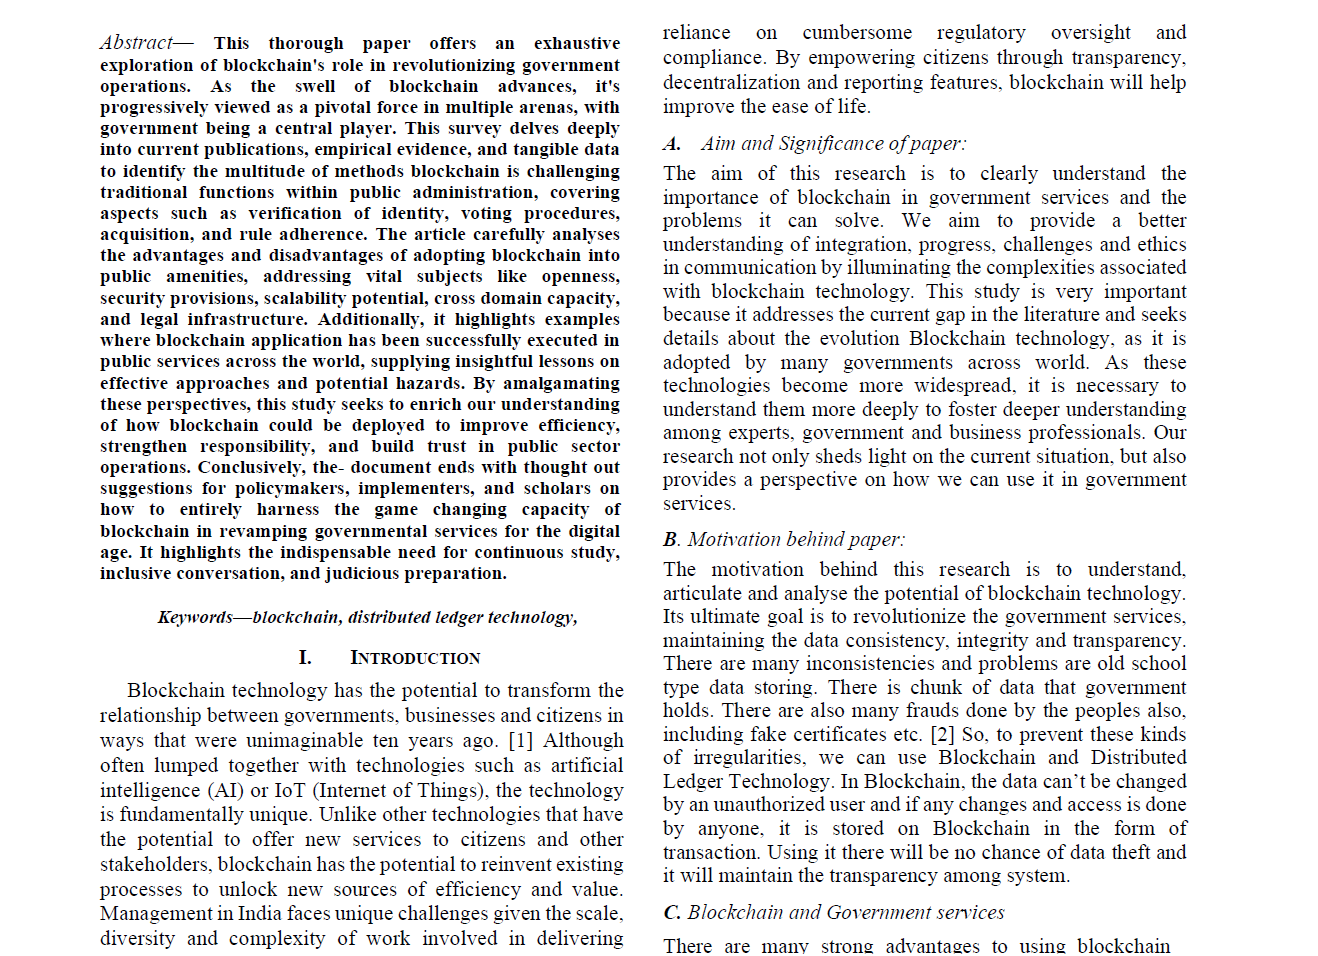 Abstract— This thorough paper offers an exhaustive
exploration of blockchain's role in revolutionizing government
operations. As the swell of blockchain advances, it's
progressively viewed as a pivotal force in multiple arenas, with
government being a central player. This survey delves deeply
into current publications, empirical evidence, and tangible data
to identify the multitude of methods blockchain is challenging
traditional functions within public administration, covering
aspects such as verification of identity, voting procedures,
acquisition, and rule adherence. The article carefully analyses
the advantages and disadvantages of adopting blockchain into
public amenities, addressing vital subjects like openness,
security provisions, scalability potential, cross domain capacity,
and legal infrastructure. Additionally, it highlights examples
where blockchain application has been successfully executed in
public services across the world, supplying insightful lessons on
effective approaches and potential hazards. By amalgamating
these perspectives, this study seeks to enrich our understanding
of how blockchain could be deployed to improve efficiency,
strengthen responsibility, and build trust in public sector
operations. Conclusively, the- document ends with thought out
suggestions for policymakers, implementers, and scholars on
how to entirely harness the game changing capacity of
blockchain in revamping governmental services for the digital
age. It highlights the indispensable need for continuous study,
inclusive conversation, and judicious preparation.
Keywords—blockchain, distributed ledger technology,
I. INTRODUCTION
Blockchain technology has the potential to transform the
relationship between governments, businesses and citizens in
ways that were unimaginable ten years ago. [1] Although
often lumped together with technologies such as artificial
intelligence (AI) or IoT (Internet of Things), the technology
is fundamentally unique. Unlike other technologies that have
the potential to offer new services to citizens and other
stakeholders, blockchain has the potential to reinvent existing
processes to unlock new sources of efficiency and value.
Management in India faces unique challenges given the scale,
diversity and complexity of work involved in delivering
reliance on cumbersome regulatory oversight and
compliance. By empowering citizens through transparency,
decentralization and reporting features, blockchain will help
improve the ease of life.
A. Aim and Significance of paper:
The aim of this research is to clearly understand the
importance of blockchain in government services and the
problems it can solve. We aim to provide a better
understanding of integration, progress, challenges and ethics
in communication by illuminating the complexities associated
with blockchain technology. This study is very important
because it addresses the current gap in the literature and seeks
details about the evolution Blockchain technology, as it is
adopted by many governments across world. As these
technologies become more widespread, it is necessary to
understand them more deeply to foster deeper understanding
among experts, government and business professionals. Our
research not only sheds light on the current situation, but also
provides a perspective on how we can use it in government
services.
B. Motivation behind paper:
The motivation behind this research is to understand,
articulate and analyse the potential of blockchain technology.
Its ultimate goal is to revolutionize the government services,
maintaining the data consistency, integrity and transparency.
There are many inconsistencies and problems are old school
type data storing. There is chunk of data that government
holds. There are also many frauds done by the peoples also,
including fake certificates etc. [2] So, to prevent these kinds
of irregularities, we can use Blockchain and Distributed
Ledger Technology. In Blockchain, the data can’t be changed
by an unauthorized user and if any changes and access is done
by anyone, it is stored on Blockchain in the form of
transaction. Using it there will be no chance of data theft and
it will maintain the transparency among system.
C. Blockchain and Government services
There are many strong advantages to using blockchain